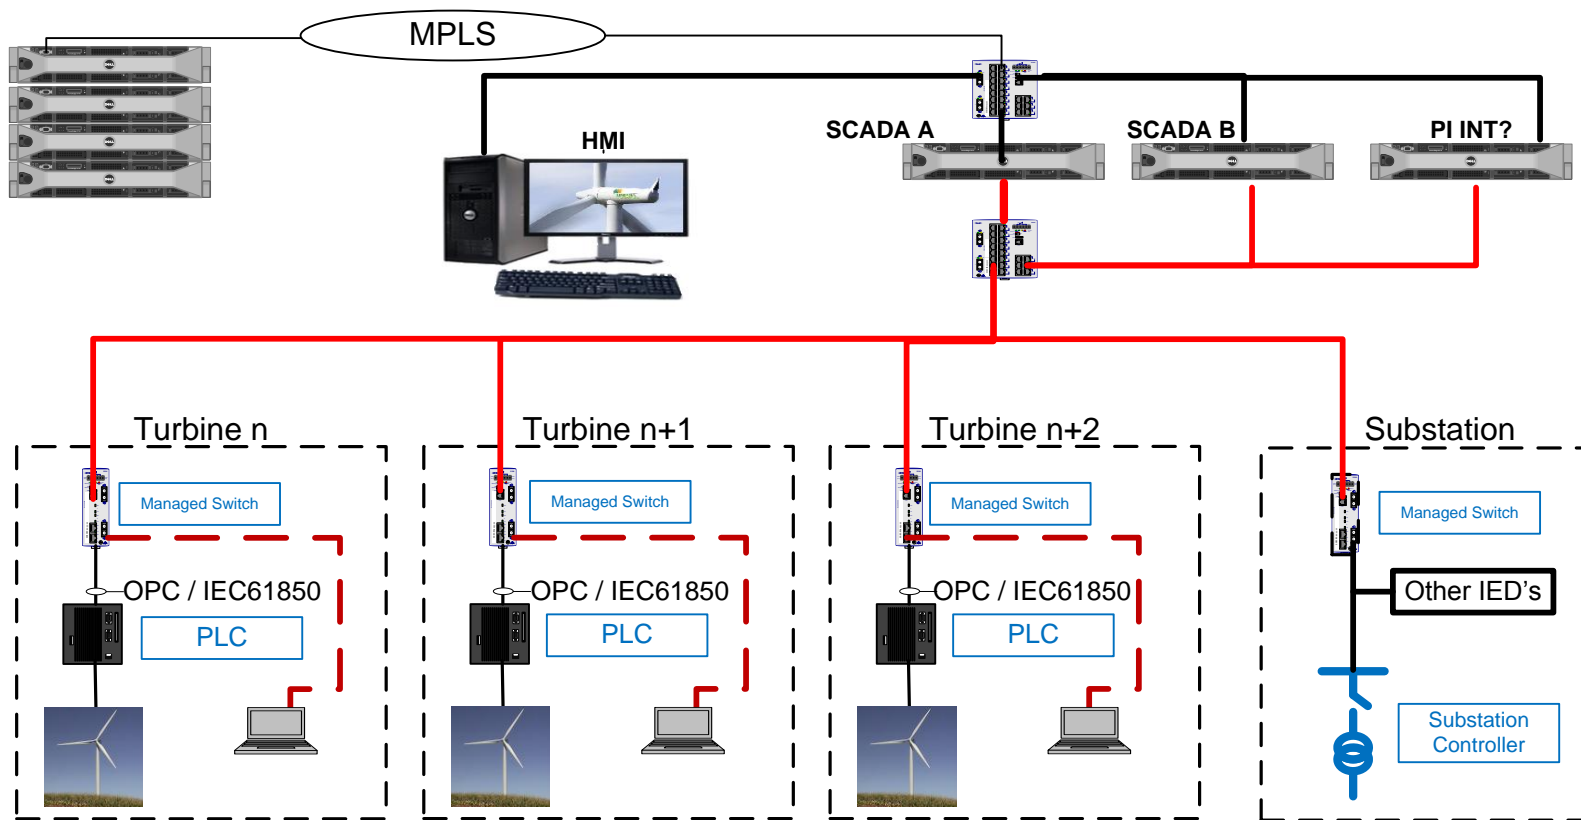 MPLS
SCADA A
SCADA B
PI INT?
HMI
Turbine n
Turbine n+1
Turbine n+2
Substation
Managed Switch
Managed Switch
Managed Switch
Managed Switch
OPC / IEC61850
OPC / IEC61850
OPC / IEC61850
Other IED's
PLC
PLC
PLC
Substation
Controller